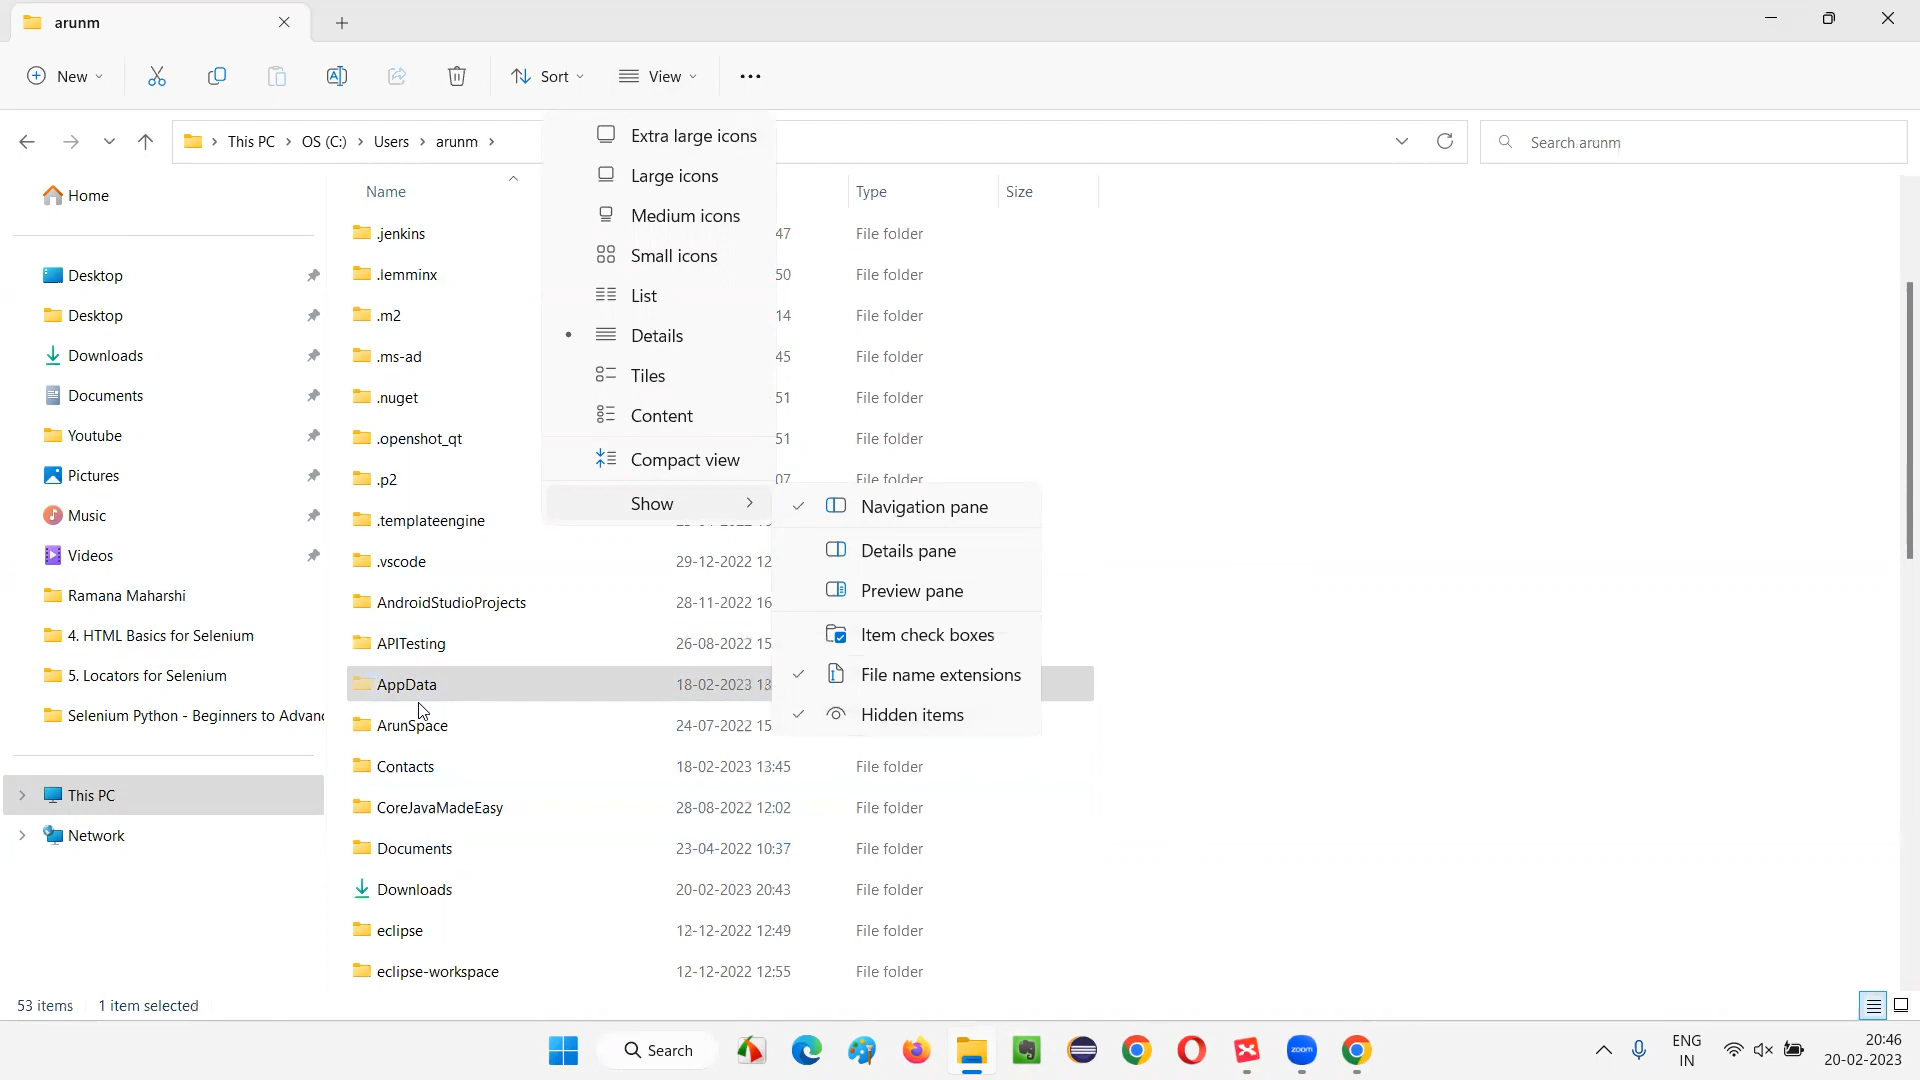 arunm
New
Sort
View
This PC
OS (C:)
Users
arunm
Search arunm
Home
Desktop
Desktop
Downloads
Documents
Youtube
Pictures
Music
Videos
Ramana Maharshi
4. HTML Basics for Selenium
5. Locators for Selenium
Selenium Python - Beginners to Advan
This PC
Network
Name
Type
Size
.jenkins 47 File folder
.lemminx 50 File folder
.m2 14 File folder
.ms-ad 45 File folder
.nuget 51 File folder
.openshot_qt 51 File folder
.p2 07 File folder
.templateengine
.vscode 29-12-2022 12
AndroidStudioProjects 28-11-2022 16
APITesting 26-08-2022 15
AppData 18-02-2023 18
ArunSpace 24-07-2022 15
Contacts 18-02-2023 13:45 File folder
CoreJavaMadeEasy 28-08-2022 12:02 File folder
Documents 23-04-2022 10:37 File folder
Downloads 20-02-2023 20:43 File folder
eclipse 12-12-2022 12:49 File folder
eclipse-workspace 12-12-2022 12:55 File folder
Extra large icons
Large icons
Medium icons
Small icons
List
Details
Tiles
Content
Compact view
Show
Navigation pane
Details pane
Preview pane
Item check boxes
File name extensions
Hidden items
53 items
1 item selected
Search
zoom
ENG
IN
20:46
20-02-2023